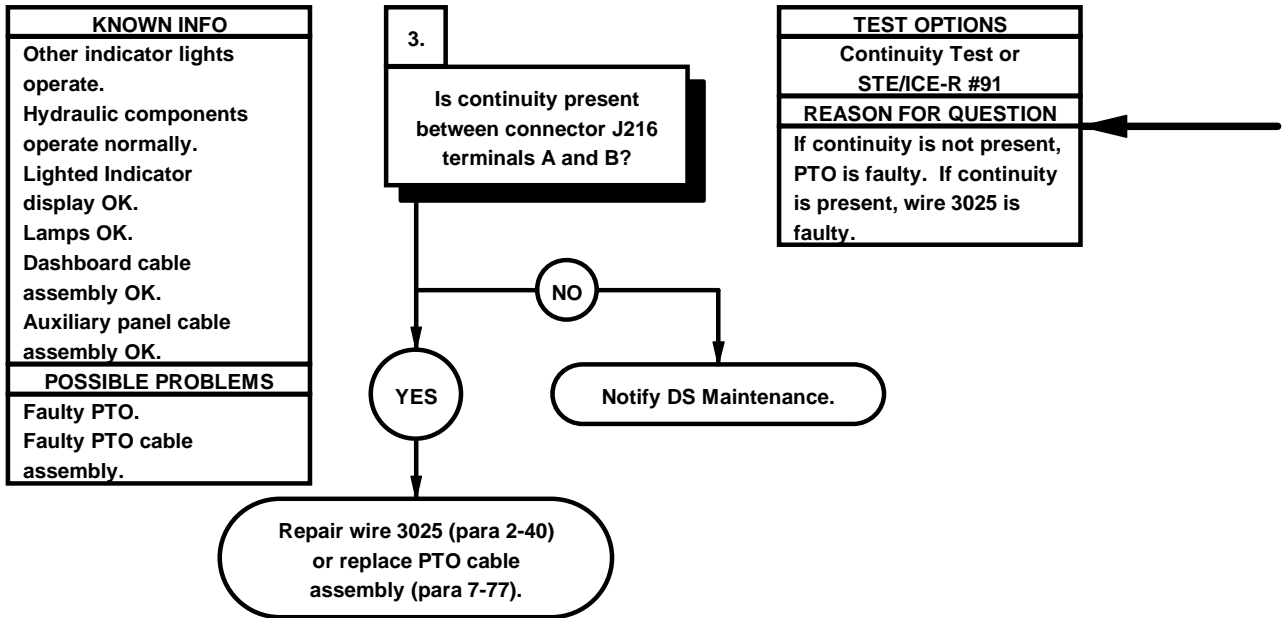 KNOWN INFO
Other indicator lights
operate.
Hydraulic components
operate normally.
Lighted Indicator
display OK.
Lamps OK.
Dashboard cable
assembly OK.
Auxiliary panel cable
assembly OK.
POSSIBLE PROBLEMS
Faulty PTO.
Faulty PTO cable
assembly.
3.
Is continuity present
between connector J216
terminals A and B?
TEST OPTIONS
Continuity Test or
STE/ICE-R #91
REASON FOR QUESTION
If continuity is not present,
PTO is faulty. If continuity
is present, wire 3025 is
faulty.
NO
YES
Notify DS Maintenance.
Repair wire 3025 (para 2-40)
or replace PTO cable
assembly (para 7-77).